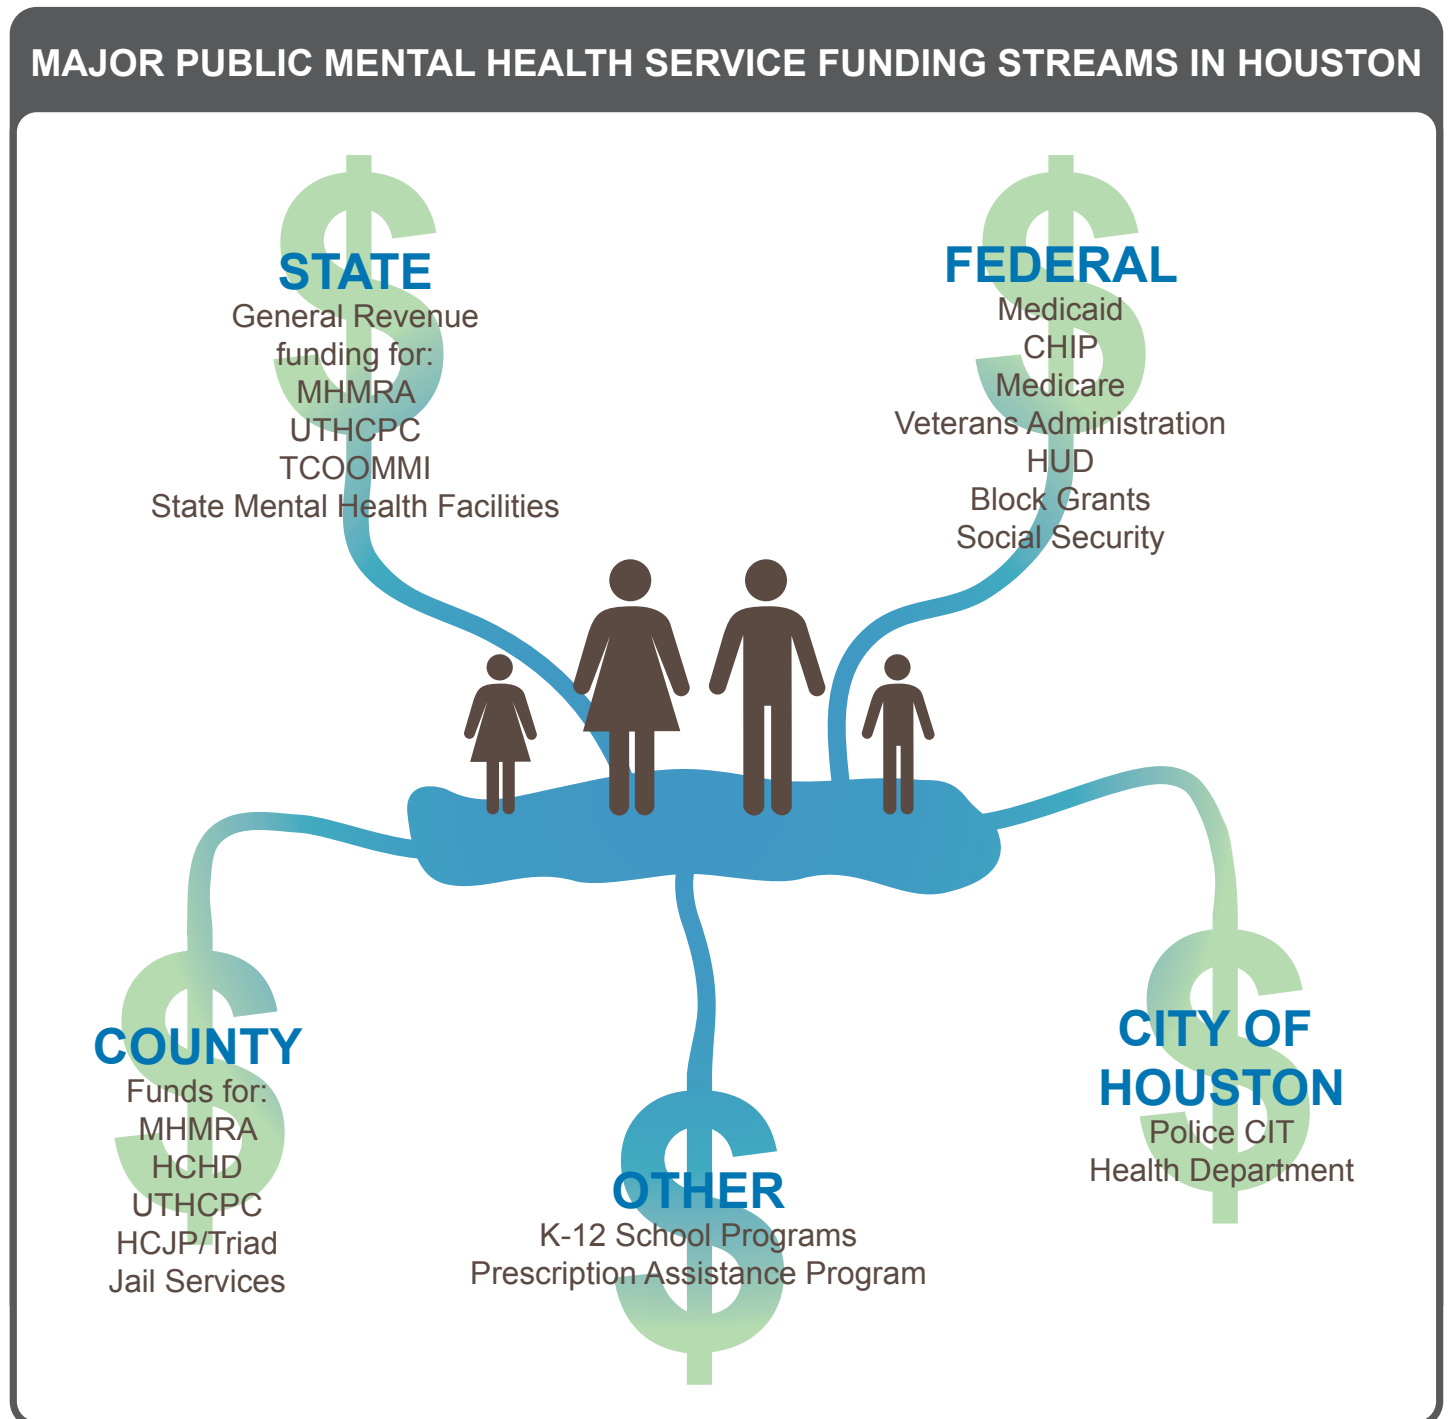 MAJOR PUBLIC MENTAL HEALTH SERVICE FUNDING STREAMS IN HOUSTON
STATE
General Revenue
funding for:
MHMRA
UTHCPC
TCOOMMI
State Mental Health Facilities
FEDERAL
Medicaid
CHIP
Medicare
Veterans Administration
HUD
Block Grants
Social Security
COUNTY
Funds for:
MHMRA
HCHD
UTHCPC
HCJP/Triad
Jail Services
OTHER
K-12 School Programs
Prescription Assistance Program
CITY OF
HOUSTON
Police CIT
Health Department